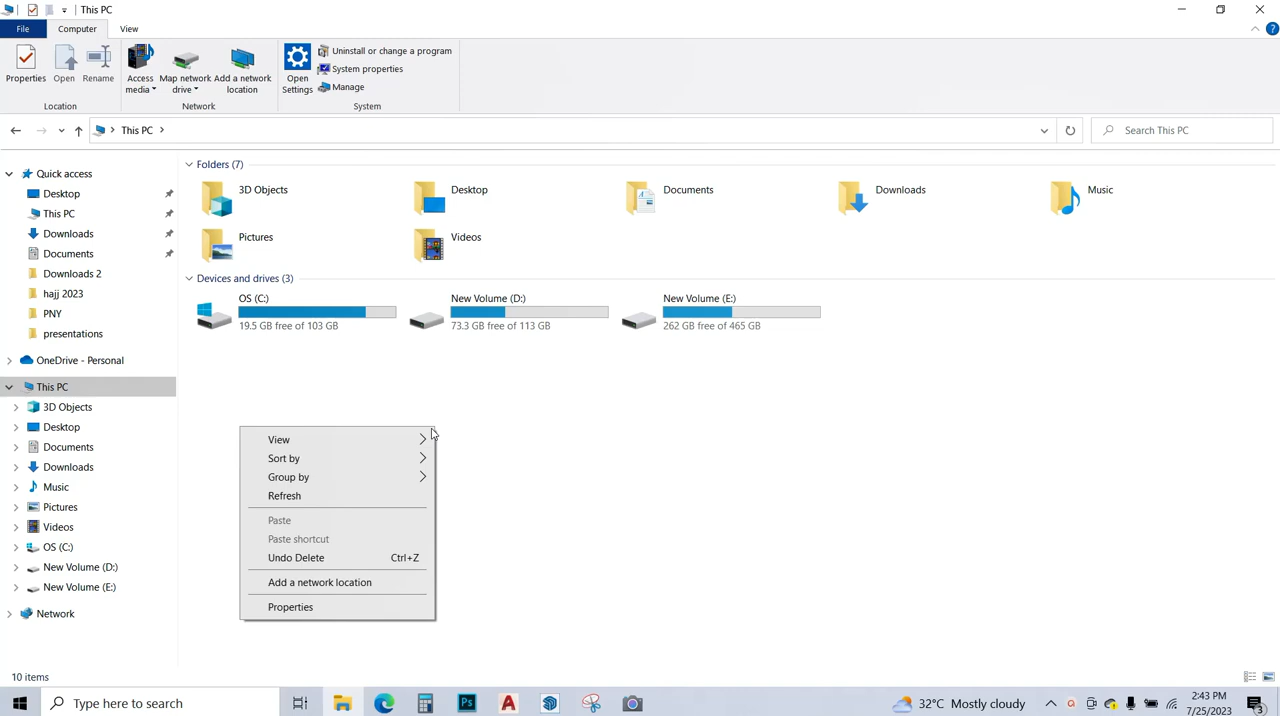 This PC
File Computer View
Properties Open Rename Access media Map network drive Add a network location Open Settings Uninstall or change a program
System properties
Manage
Location Network System
This PC Search This PC
Quick access
Desktop
This PC
Downloads
Documents
Downloads 2
hajj 2023
PNY
presentations
OneDrive - Personal
This PC
3D Objects
Desktop
Documents
Downloads
Music
Pictures
Videos
OS (C:)
New Volume (D:)
New Volume (E:)
Network
Folders (7)
3D Objects Desktop Documents Downloads Music
Pictures Videos
Devices and drives (3)
OS (C:) New Volume (D:) New Volume (E:)
19.5 GB free of 103 GB 73.3 GB free of 113 GB 262 GB free of 465 GB
View
Sort by
Group by
Refresh
Paste
Paste shortcut
Undo Delete Ctrl+Z
Add a network location
Properties
10 items
Type here to search Ps 32°C Mostly cloudy 2:43 PM
7/25/2023 3